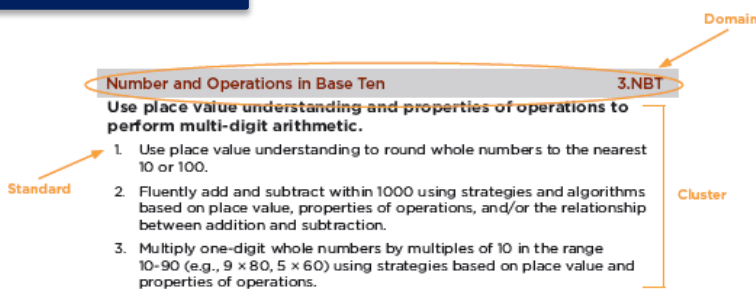 Domain
Number and Operations in Base Ten 3.NBT
Use place value understanding and properties of operations to
perform multi-digit arithmetic.
1. Use place value understanding to round whole numbers to the nearest
10 or 100.
Standard
2. Fluently add and subtract within 1000 using strategies and algorithms
based on place value, properties of operations, and/or the relationship
between addition and subtraction.
Cluster
3. Multiply one-digit whole numbers by multiples of 10 in the range
10-90 (e.g., 9 × 80, 5 × 60) using strategies based on place value and
properties of operations.